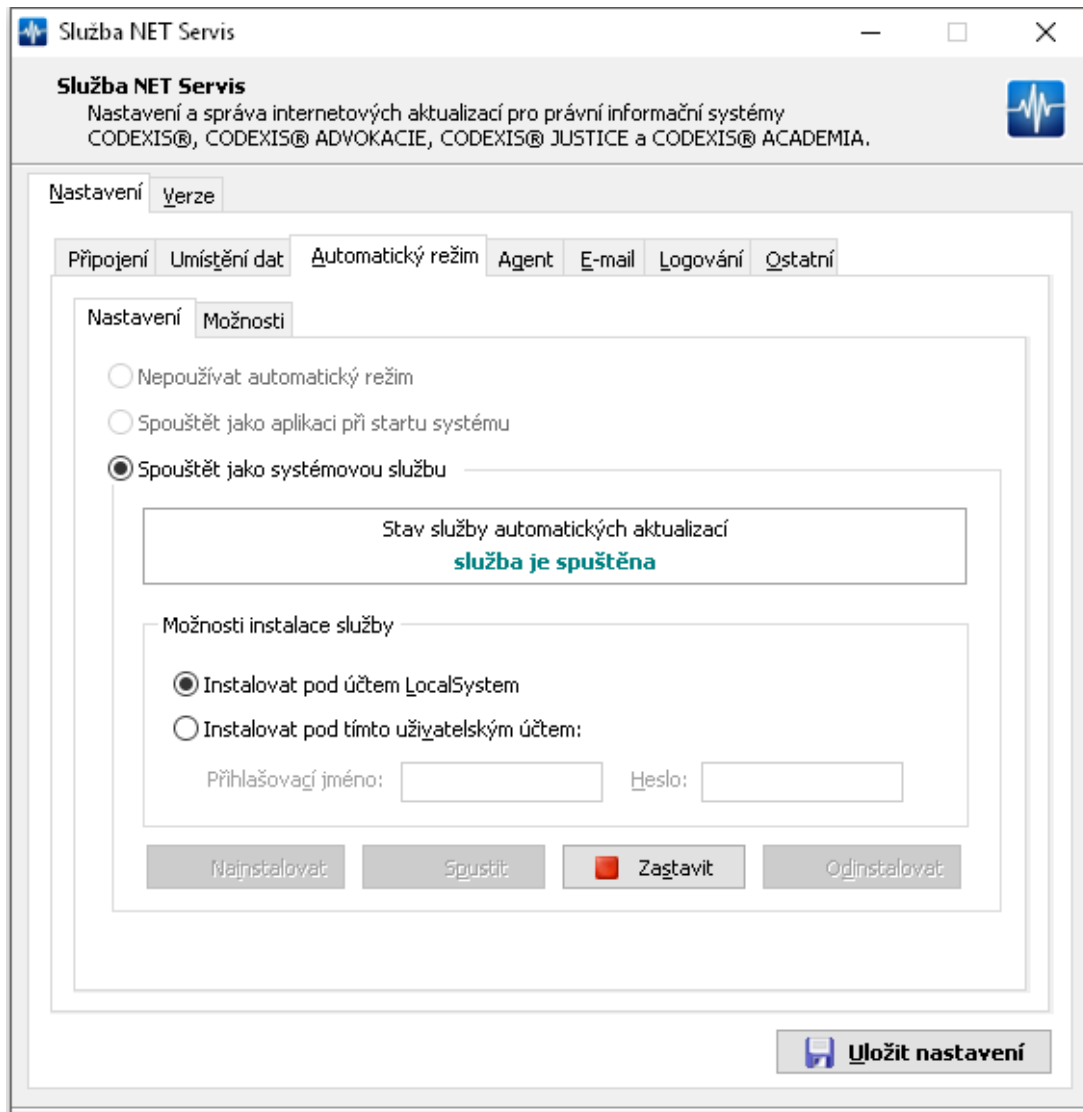 Služba NET Servis
Služba NET Servis
Nastavení a správa internetových aktualizací pro právní informační systémy
CODEXIS®, CODEXIS® ADVOKACIE, CODEXIS® JUSTICE a CODEXIS® ACADEMIA.
Nastavení Verze
Připojení Umístění dat Automatický režim Agent E-mail Logování Ostatní
Nastavení Možnosti
Nepoužívat automatický režim
Spouštět jako aplikaci při startu systému
Spouštět jako systémovou službu
Stav služby automatických aktualizací
služba je spuštěna
Možnosti instalace služby
Instalovat pod účtem LocalSystem
Instalovat pod tímto uživatelským účtem:
Přihlašovací jméno: Heslo:
Nainstalovat Spustit Zastavit Odinstalovat
Uložit nastavení